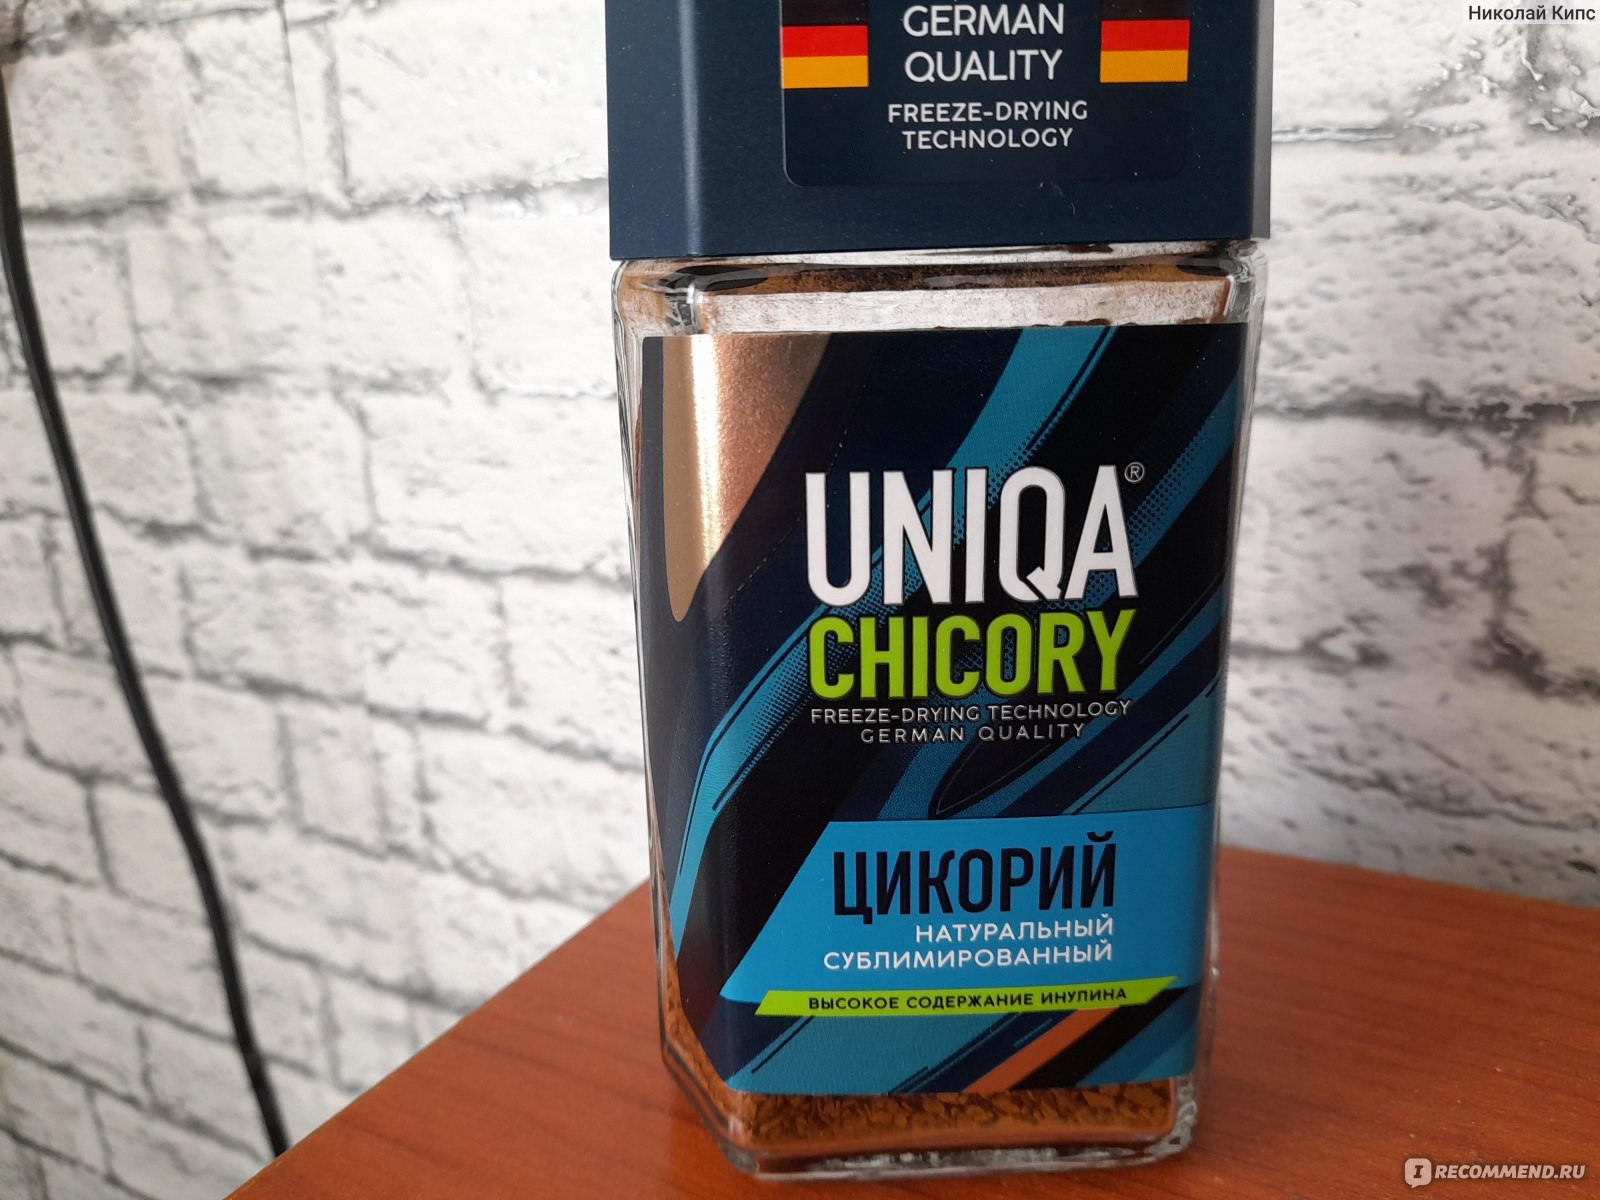 Николай Кипс
GERMAN
QUALITY
FREEZE-DRYING
TECHNOLOGY
UNIQA®
CHICORY
FREEZE-DRYING TECHNOLOGY
GERMAN QUALITY
ЦИКОРИЙ
НАТУРАЛЬНЫЙ
СУБЛИМИРОВАННЫЙ
ВЫСОКОЕ СОДЕРЖАНИЕ ИНУЛИНА
IRECOMMEND.RU